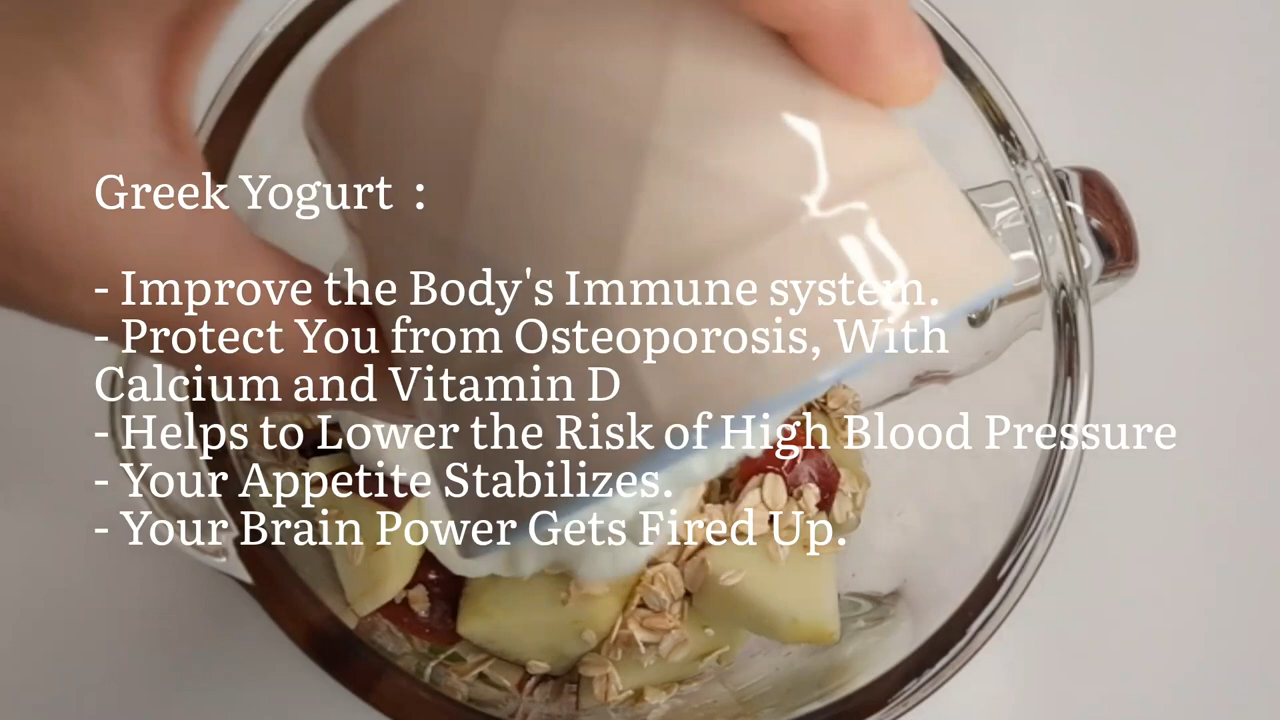 Greek Yogurt :
- Improve the Body's Immune system.
- Protect You from Osteoporosis, With
Calcium and Vitamin D
- Helps to Lower the Risk of High Blood Pressure
- Your Appetite Stabilizes.
- Your Brain Power Gets Fired Up.